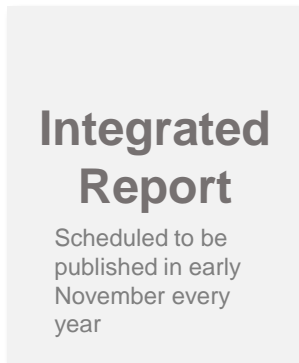 Integrated
Report
Scheduled to be
published in early
November every
year